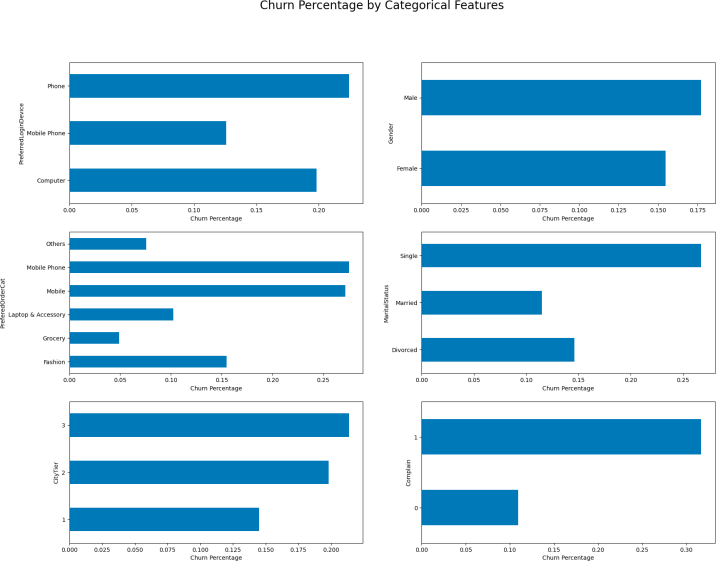 Churn Percentage by Categorical Features
PreferredLoginDevice
Phone
Mobile Phone
Computer
0.00 0.05 0.10 0.15 0.20
Churn Percentage
Gender
Male
Female
0.000 0.025 0.050 0.075 0.100 0.125 0.150 0.175
Churn Percentage
PreferedOrderCat
Others
Mobile Phone
Mobile
Laptop & Accessory
Grocery
Fashion
0.00 0.05 0.10 0.15 0.20 0.25
Churn Percentage
MaritalStatus
Single
Married
Divorced
0.00 0.05 0.10 0.15 0.20 0.25
Churn Percentage
CityTier
3
2
1
0.000 0.025 0.050 0.075 0.100 0.125 0.150 0.175 0.200
Churn Percentage
Complain
1
0
0.00 0.05 0.10 0.15 0.20 0.25 0.30
Churn Percentage